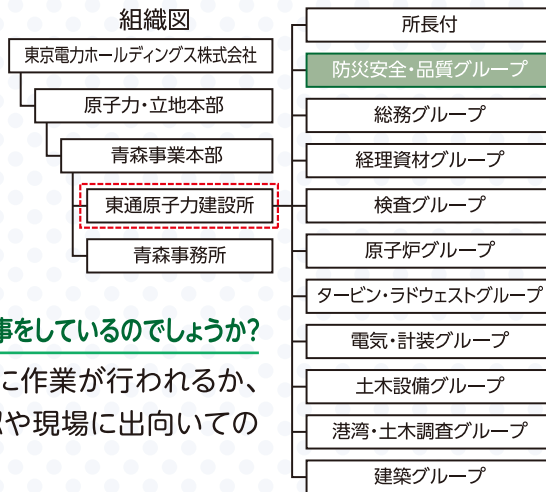 組織図
東京電力ホールディングス株式会社
原子力・立地本部
青森事業本部
東通原子力建設所
青森事務所
所長付
防災安全・品質グループ
総務グループ
経理資材グループ
検査グループ
原子炉グループ
タービン・ラドウェストグループ
電気・計装グループ
土木設備グループ
港湾・土木調査グループ
建築グループ
事をしているのでしょうか?
に作業が行われるか、
や現場に出向いての